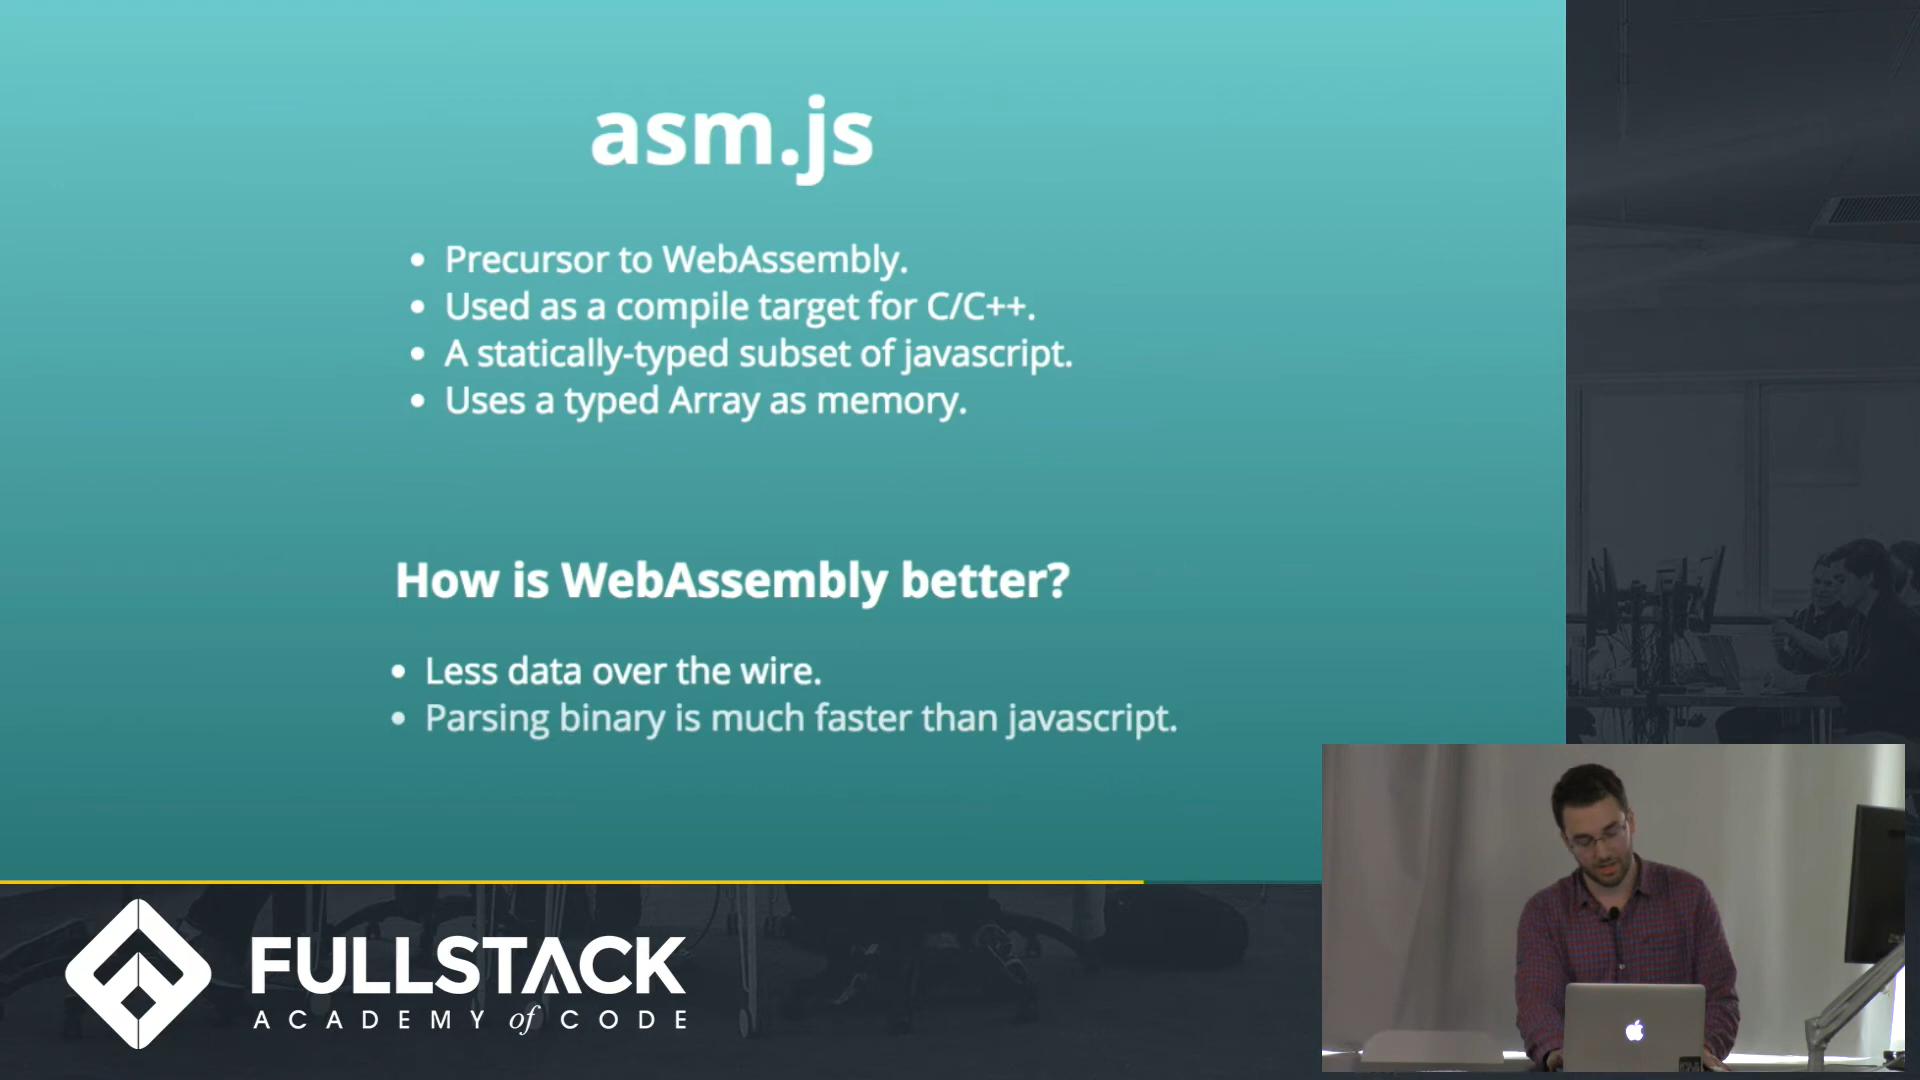 asm.js
• Precursor to WebAssembly.
• Used as a compile target for C/C++.
• A statically-typed subset of javascript.
• Uses a typed Array as memory.
How is WebAssembly better?
• Less data over the wire.
• Parsing binary is much faster than javascript.
FULLSTACK
ACADEMY of CODE